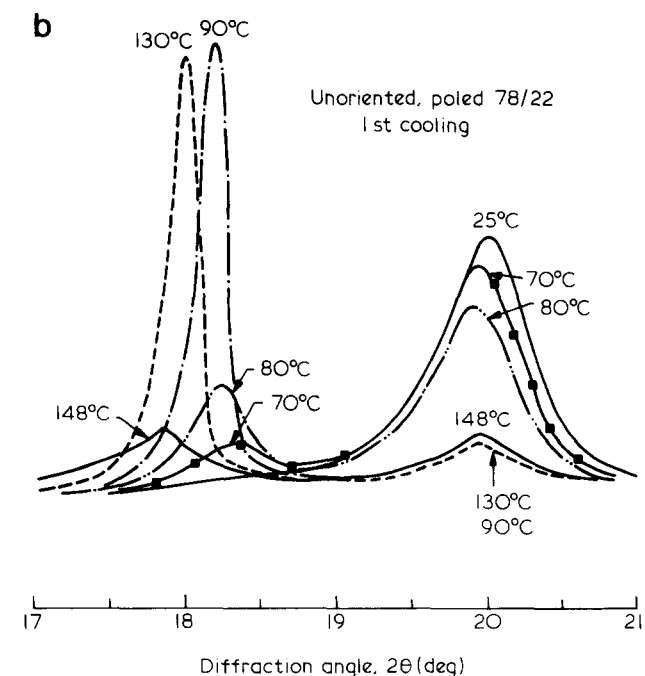 b
130°C 90°C
Unoriented, poled 78/22
1st cooling
25°C
70°C
80°C
80°C
70°C
148°C
148°C
130°C
90°C
17 18 19 20 21
Diffraction angle, 2θ(deg)